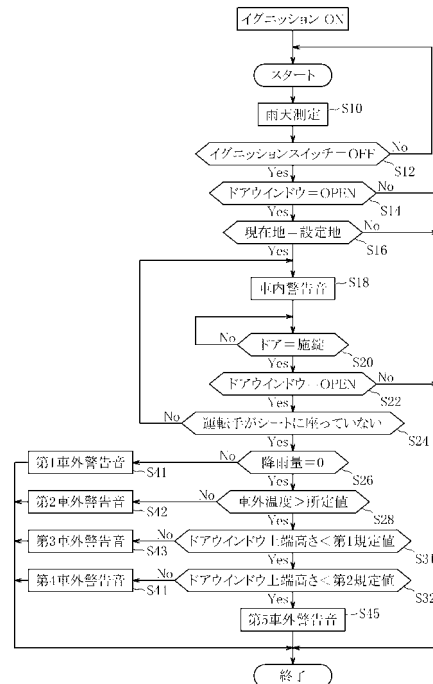 イグニッション ON
スタート
雨天測定
S10
イグニッションスイッチ=OFF
No
S12
Yes
ドアウインドウ=OPEN
No
S14
Yes
現在地=設定地
No
S16
Yes
車内警告音
S18
No
ドア=施錠
S20
Yes
ドアウインドウ=OPEN
No
S22
Yes
No
運転手がシートに座っていない
S24
Yes
第1車外警告音
No
降雨量=0
S41
S26
Yes
第2車外警告音
No
車外温度>所定値
S42
S28
Yes
第3車外警告音
No
ドアウインドウ上端高さ<第1規定値
S43
S31
Yes
第4車外警告音
No
ドアウインドウ上端高さ<第2規定値
S44
S32
Yes
第5車外警告音
S45
終了